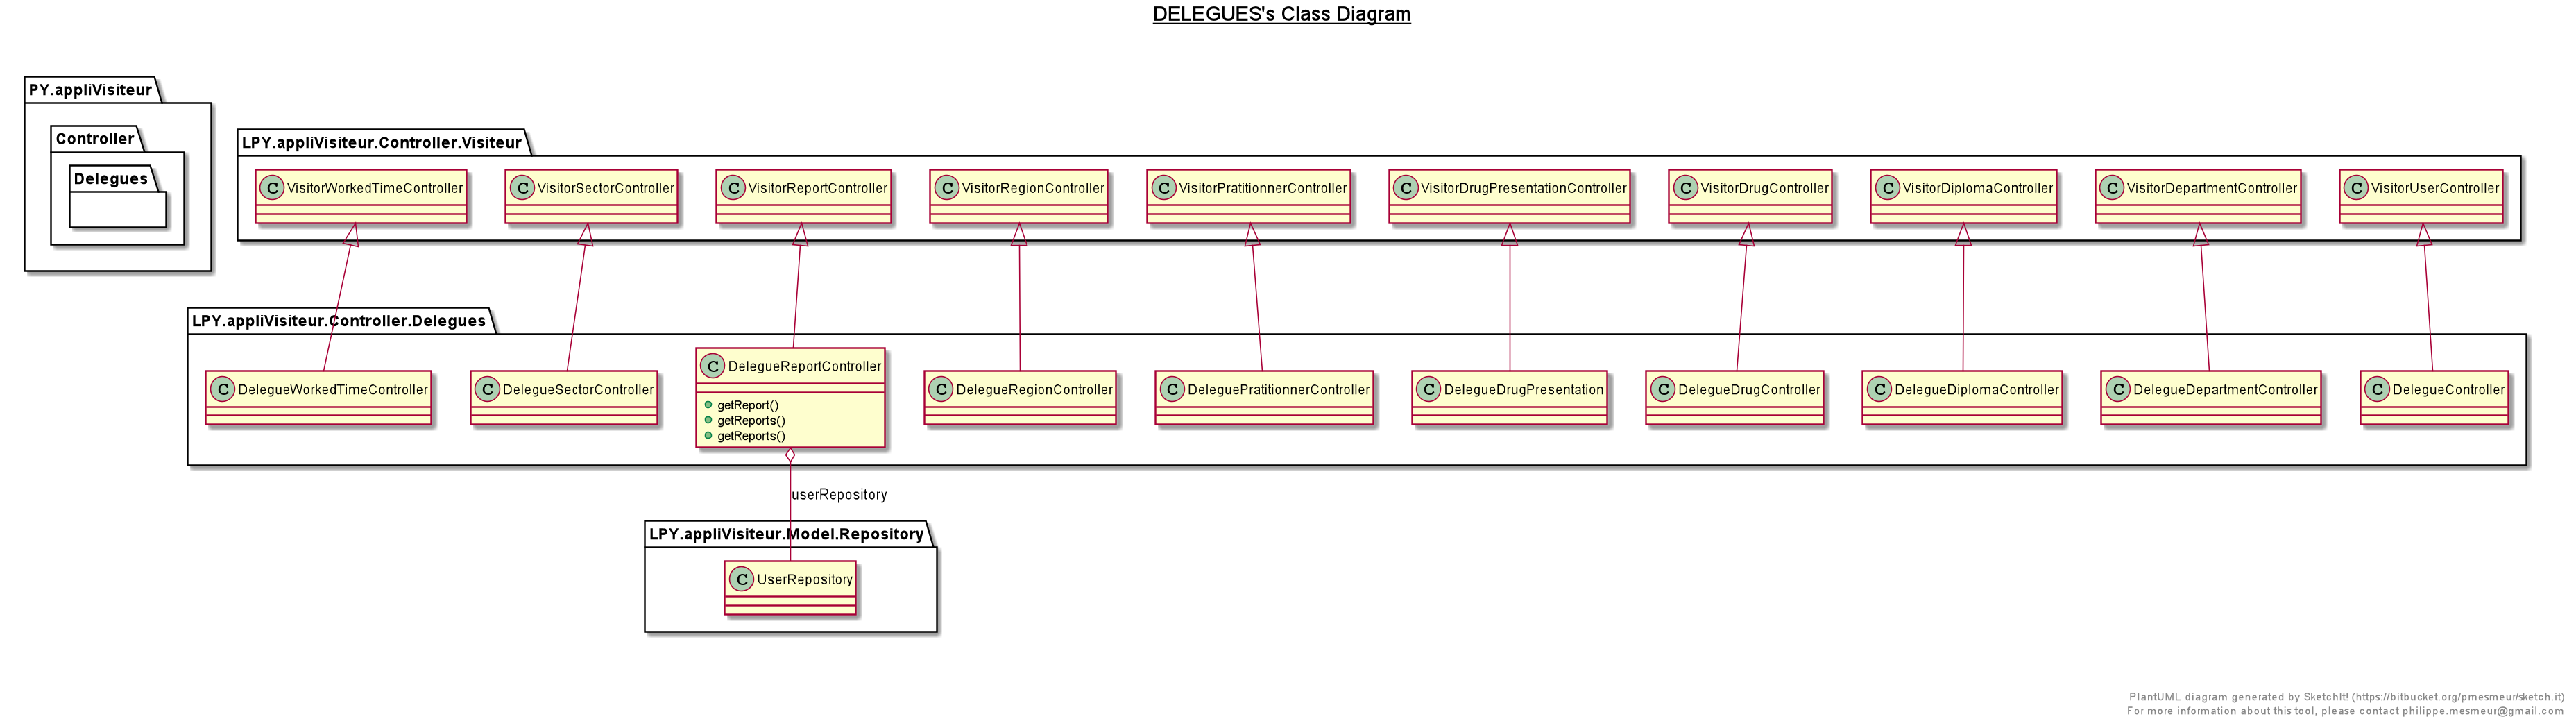 DELEGUES's Class Diagram
PY.appliVisiteur
Controller
Delegues
LPY.appliVisiteur.Controller.Visiteur
C VisitorWorkedTimeController
C VisitorSectorController
C VisitorReportController
C VisitorRegionController
C VisitorPratitionnerController
C VisitorDrugPresentationController
C VisitorDrugController
C VisitorDiplomaController
C VisitorDepartmentController
C VisitorUserController
LPY.appliVisiteur.Controller.Delegues
C DelegueWorkedTimeController
C DelegueSectorController
C DelegueReportController
getReport()
getReports()
getReports()
C DelegueRegionController
C DeleguePratitionnerController
C DelegueDrugPresentation
C DelegueDrugController
C DelegueDiplomaController
C DelegueDepartmentController
C DelegueController
userRepository
LPY.appliVisiteur.Model.Repository
C UserRepository
PlantUML diagram generated by SketchIt! (https://bitbucket.org/pmesmeur/sketch.it)
For more information about this tool, please contact philippe.mesmeur@gmail.com